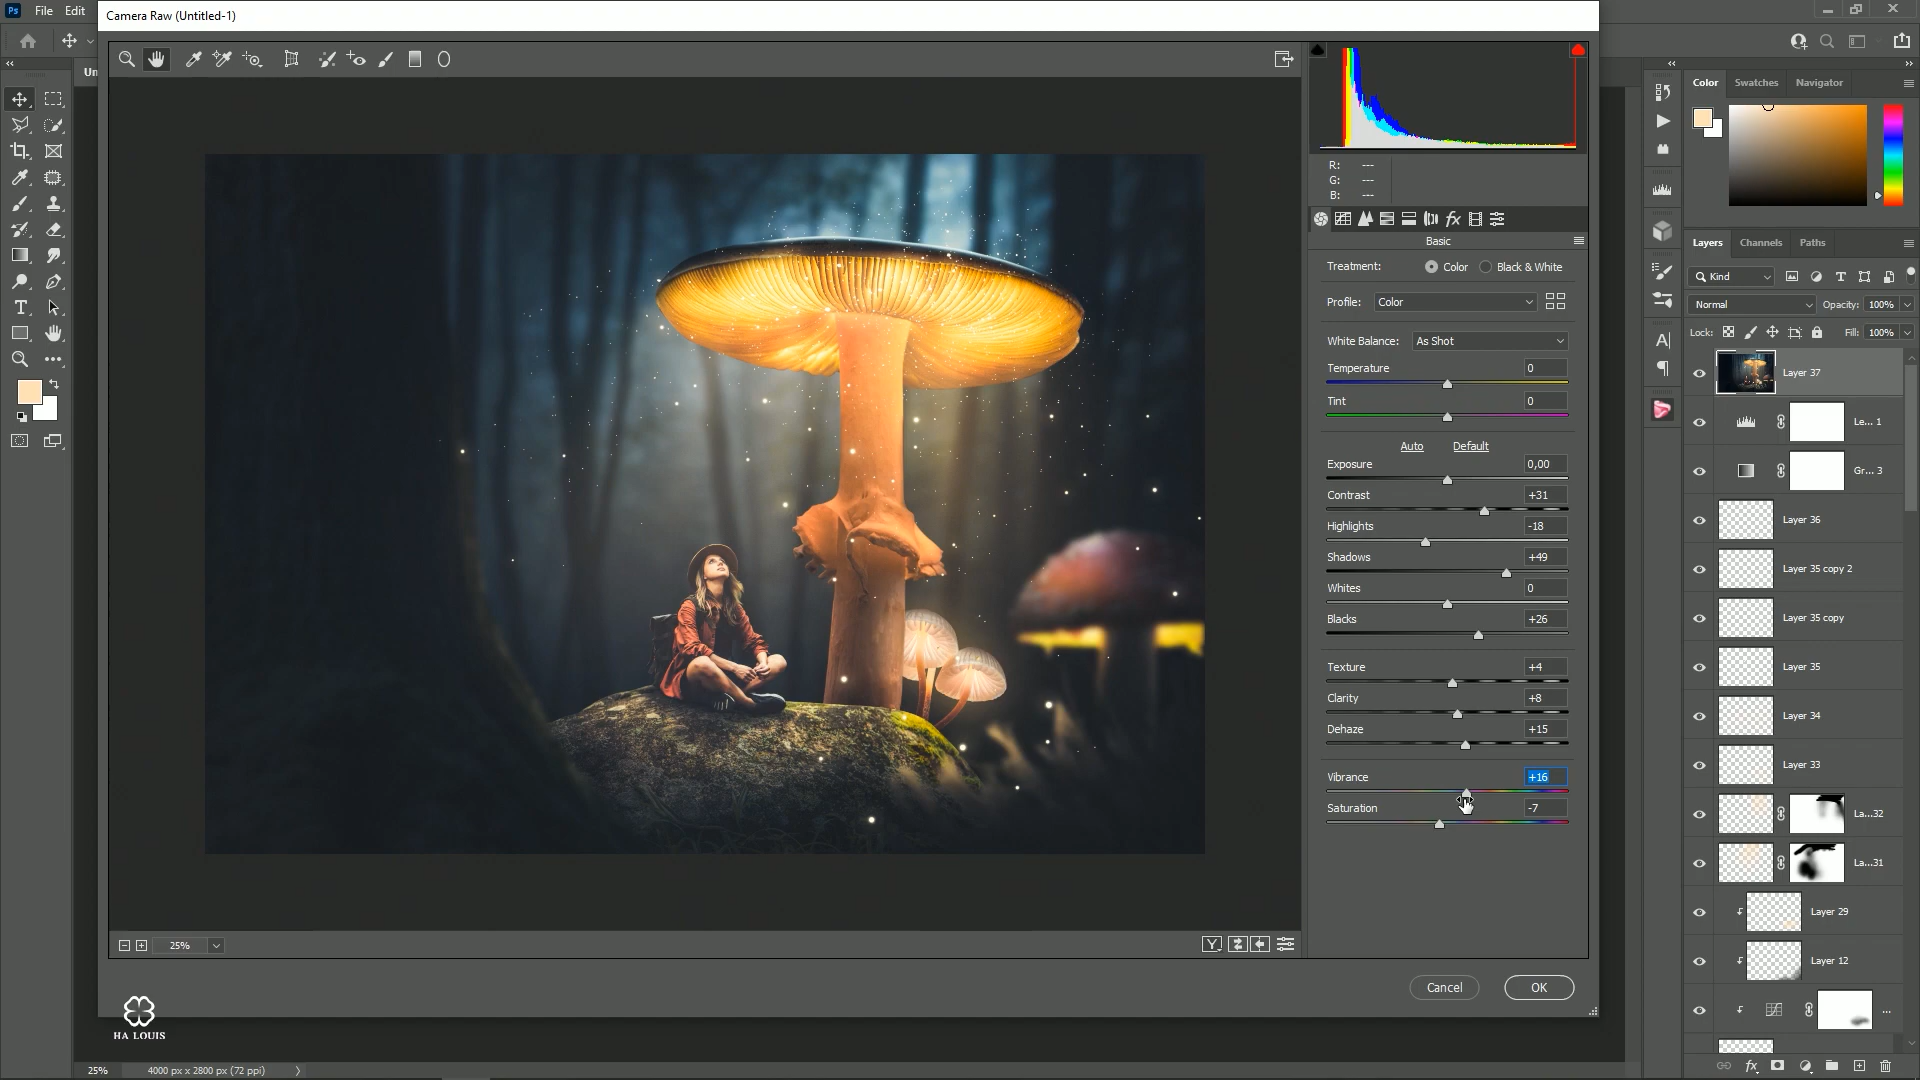 Camera Raw (Untitled-1)
Ps
File
Edit
Un
R: ---
G: ---
B: ---
fx
Basic
Treatment:
Color
Black & White
Profile:
Color
White Balance:
As Shot
Temperature
0
Tint
0
Auto
Default
Exposure
0,00
Contrast
+31
Highlights
-18
Shadows
+49
Whites
0
Blacks
+26
Texture
+4
Clarity
+8
Dehaze
+15
Vibrance
+16
Saturation
-7
25%
Y
Cancel
OK
HA LOUIS
25%
4000 px x 2800 px (72 ppi)
T
A
Color
Swatches
Navigator
Layers
Channels
Paths
Kind
T
Normal
Opacity:
100%
Lock:
Fill:
100%
Layer 37
Le... 1
Gr... 3
Layer 36
Layer 35 copy 2
Layer 35 copy
Layer 35
Layer 34
Layer 33
La...32
La...31
Layer 29
Layer 12
...
fx